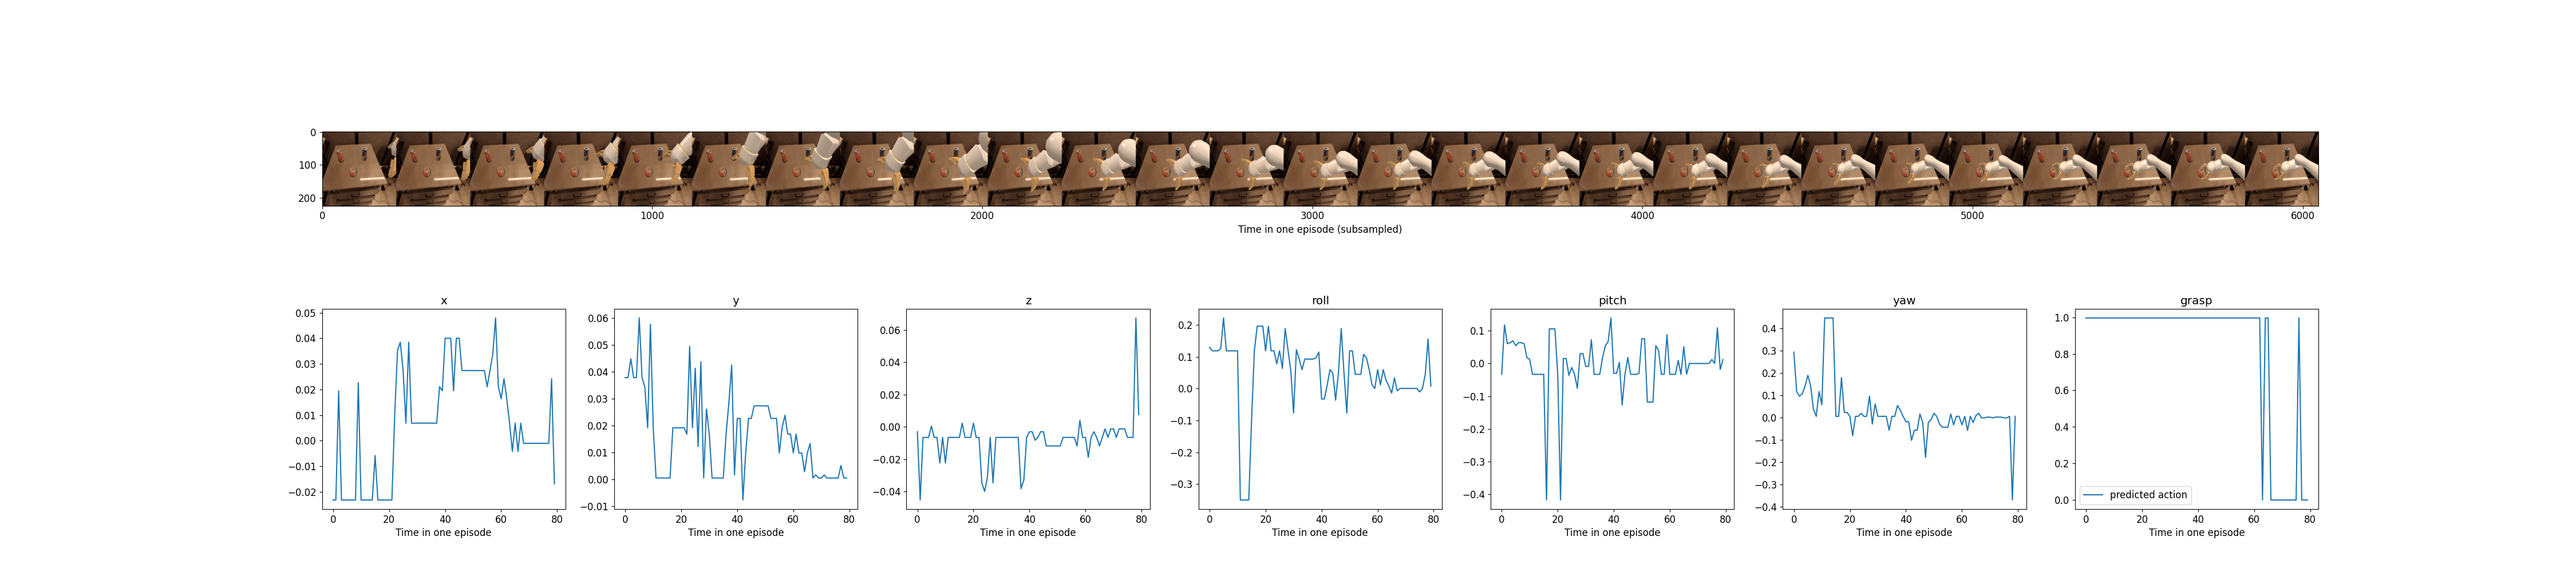 0
100
200
0 1000 2000 3000 4000 5000 6000
Time in one episode (subsampled)
x y z roll pitch yaw grasp
0.05
0.04
0.03
0.02
0.01
0.00
−0.01
−0.02
0 20 40 60 80
Time in one episode
0.06
0.05
0.04
0.03
0.02
0.01
0.00
−0.01
0 20 40 60 80
Time in one episode
0.06
0.04
0.02
0.00
−0.02
−0.04
0 20 40 60 80
Time in one episode
0.2
0.1
0.0
−0.1
−0.2
−0.3
0 20 40 60 80
Time in one episode
0.1
0.0
−0.1
−0.2
−0.3
−0.4
0 20 40 60 80
Time in one episode
0.4
0.3
0.2
0.1
0.0
−0.1
−0.2
−0.3
−0.4
0 20 40 60 80
Time in one episode
1.0
0.8
0.6
0.4
0.2
0.0
predicted action
0 20 40 60 80
Time in one episode